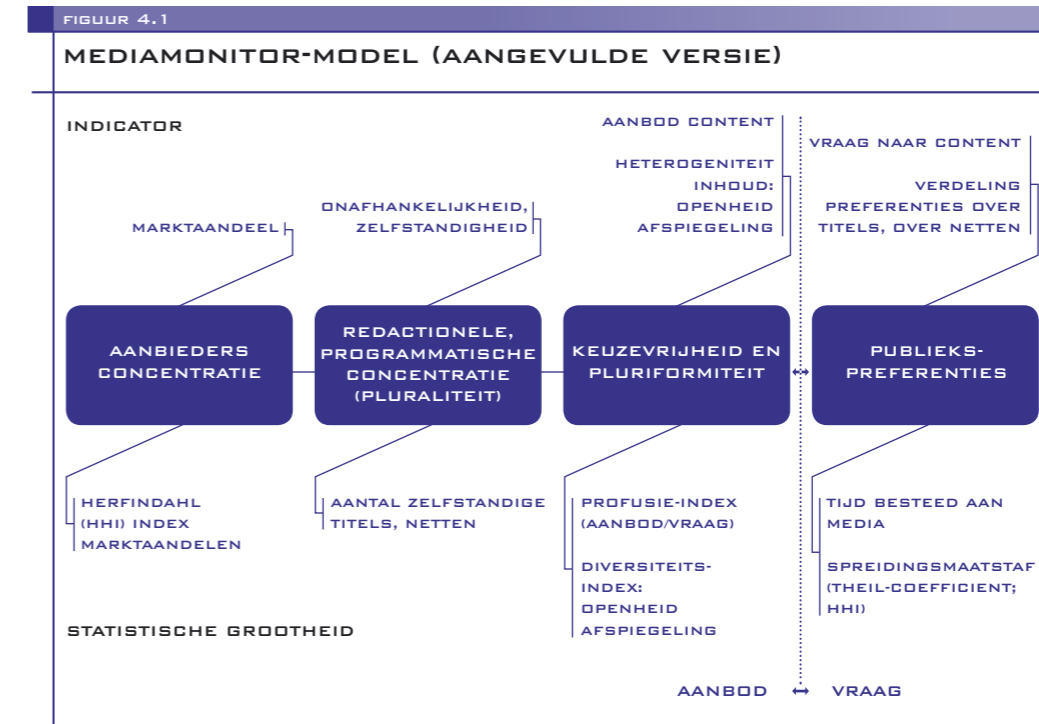 FIGUUR 4.1
MEDIAMONITOR-MODEL (AANGEVULDE VERSIE)
INDICATOR
MARKTAANDEEL
ONAFHANKELIJKHEID,
ZELFSTANDIGHEID
AANBOD CONTENT
HETEROGENITEIT
INHOUD:
OPENHEID
AFSPIEGELING
VRAAG NAAR CONTENT
VERDELING
PREFERENTIES OVER
TITELS, OVER NETTEN
AANBIEDERS
CONCENTRATIE
REDACTIONELE,
PROGRAMMATISCHE
CONCENTRATIE
(PLURALITEIT)
KEUZEVRIJHEID EN
PLURIFORMITEIT
PUBLIEKS-
PREFERENTIES
HERFINDAHL
(HHI) INDEX
MARKTAANDELEN
AANTAL ZELFSTANDIGE
TITELS, NETTEN
PROFUSIE-INDEX
(AANBOD/VRAAG)
DIVERSITEITS-
INDEX:
OPENHEID
AFSPIEGELING
TIJD BESTEED AAN
MEDIA
SPREIDINGSMAATSTAF
(THEIL-COEFFICIENT;
HHI)
STATISTISCHE GROOTHEID
AANBOD ↔ VRAAG